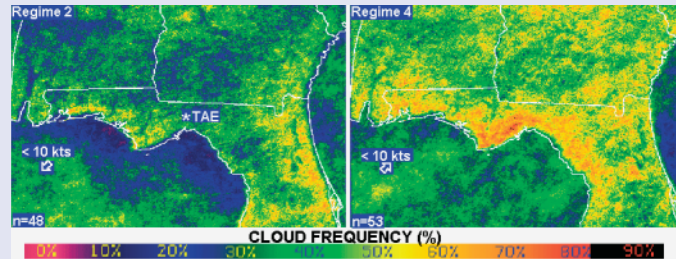 Regime 2
*TAE
< 10 kts
n=48
Regime 4
< 10 kts
n=53
CLOUD FREQUENCY (%)
0% 10% 20% 30% 40% 50% 60% 70% 80% 90%